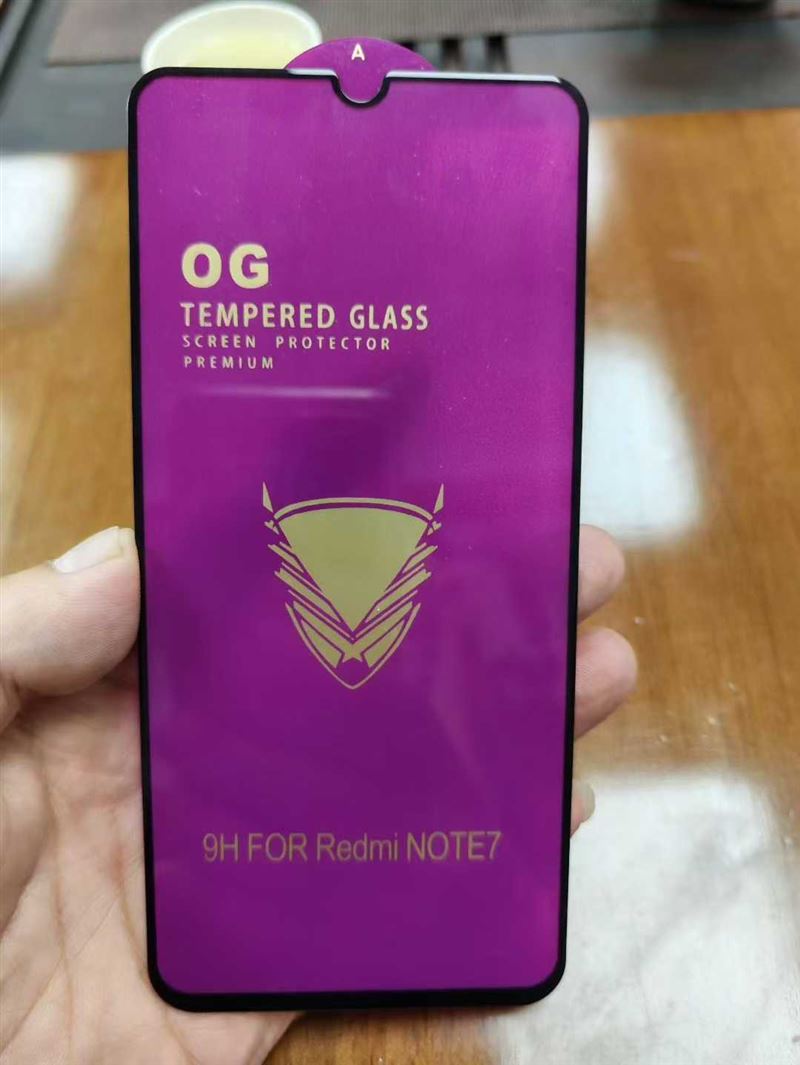 A
OG
TEMPERED GLASS
SCREEN PROTECTOR
PREMIUM
9H FOR Redmi NOTE7